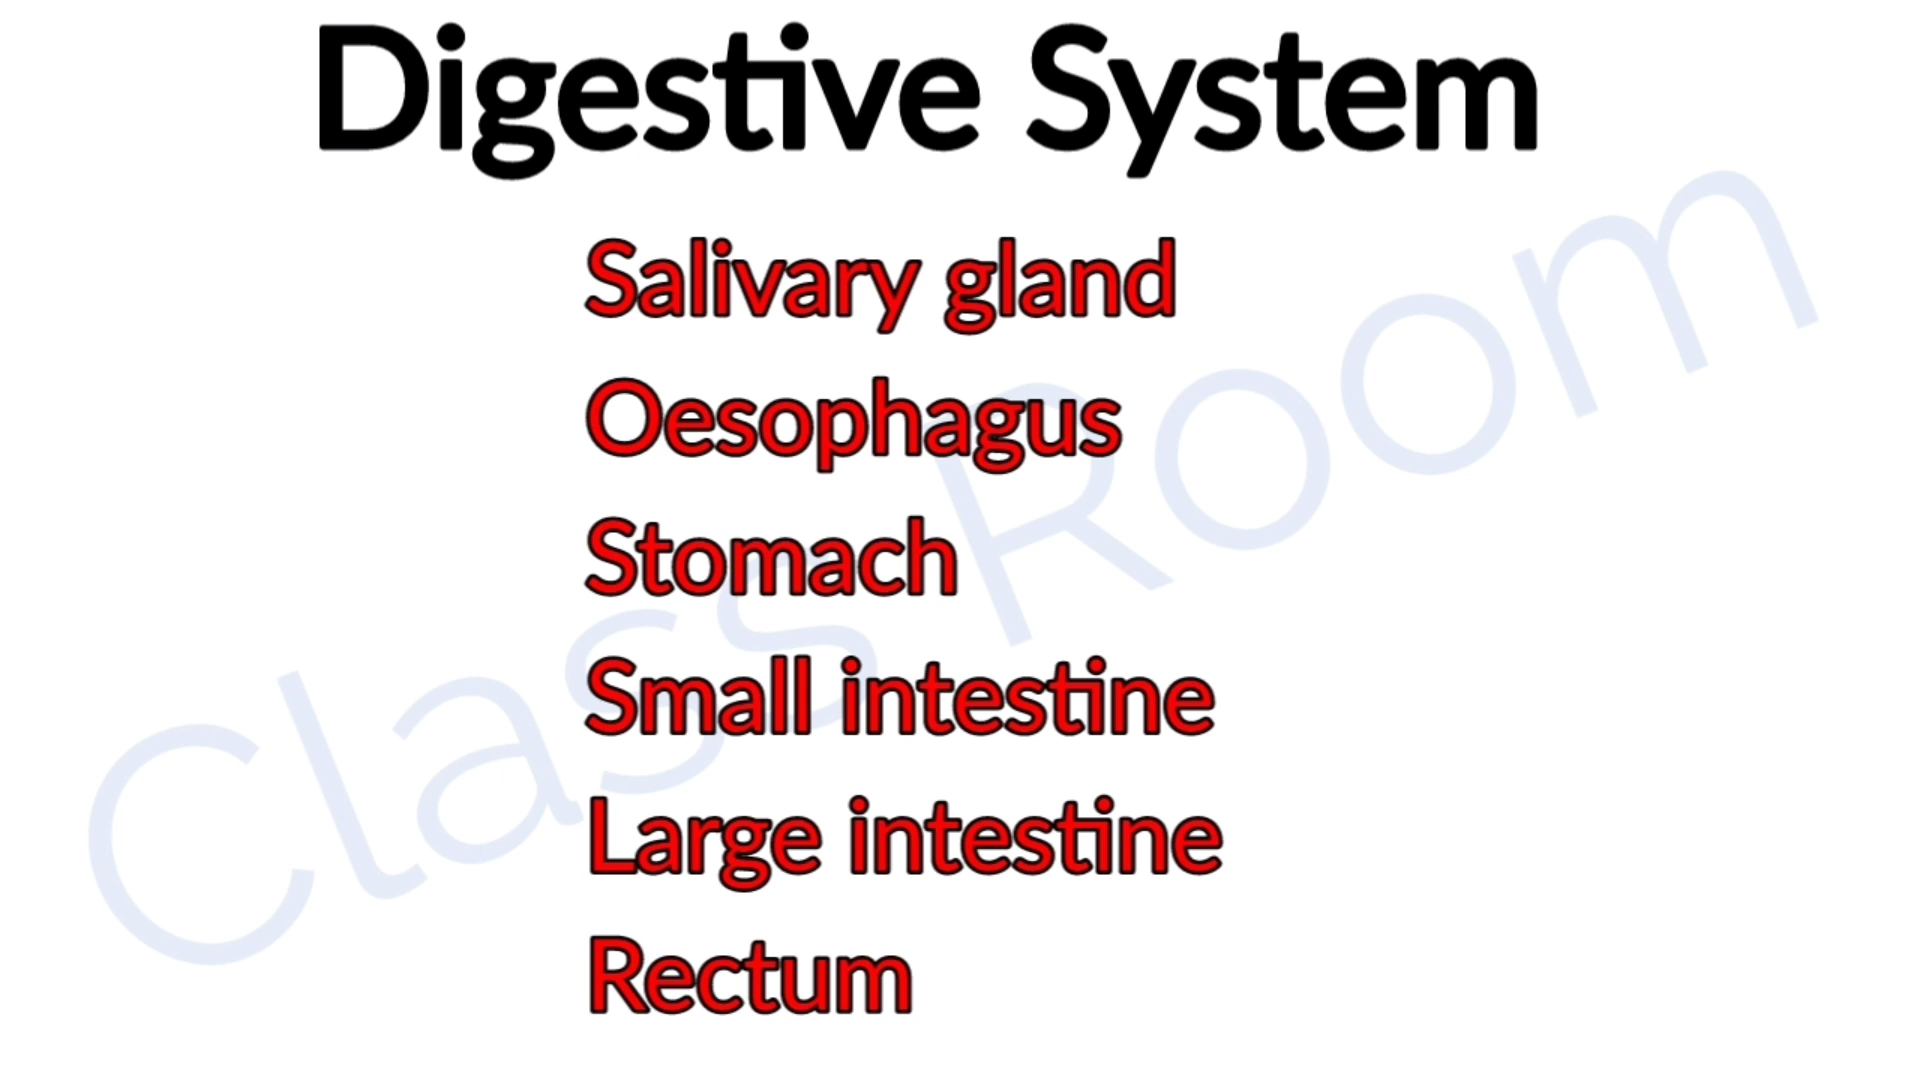 Digestive System
Salivary gland
Oesophagus
Stomach
Small intestine
Large intestine
Rectum
Class Room